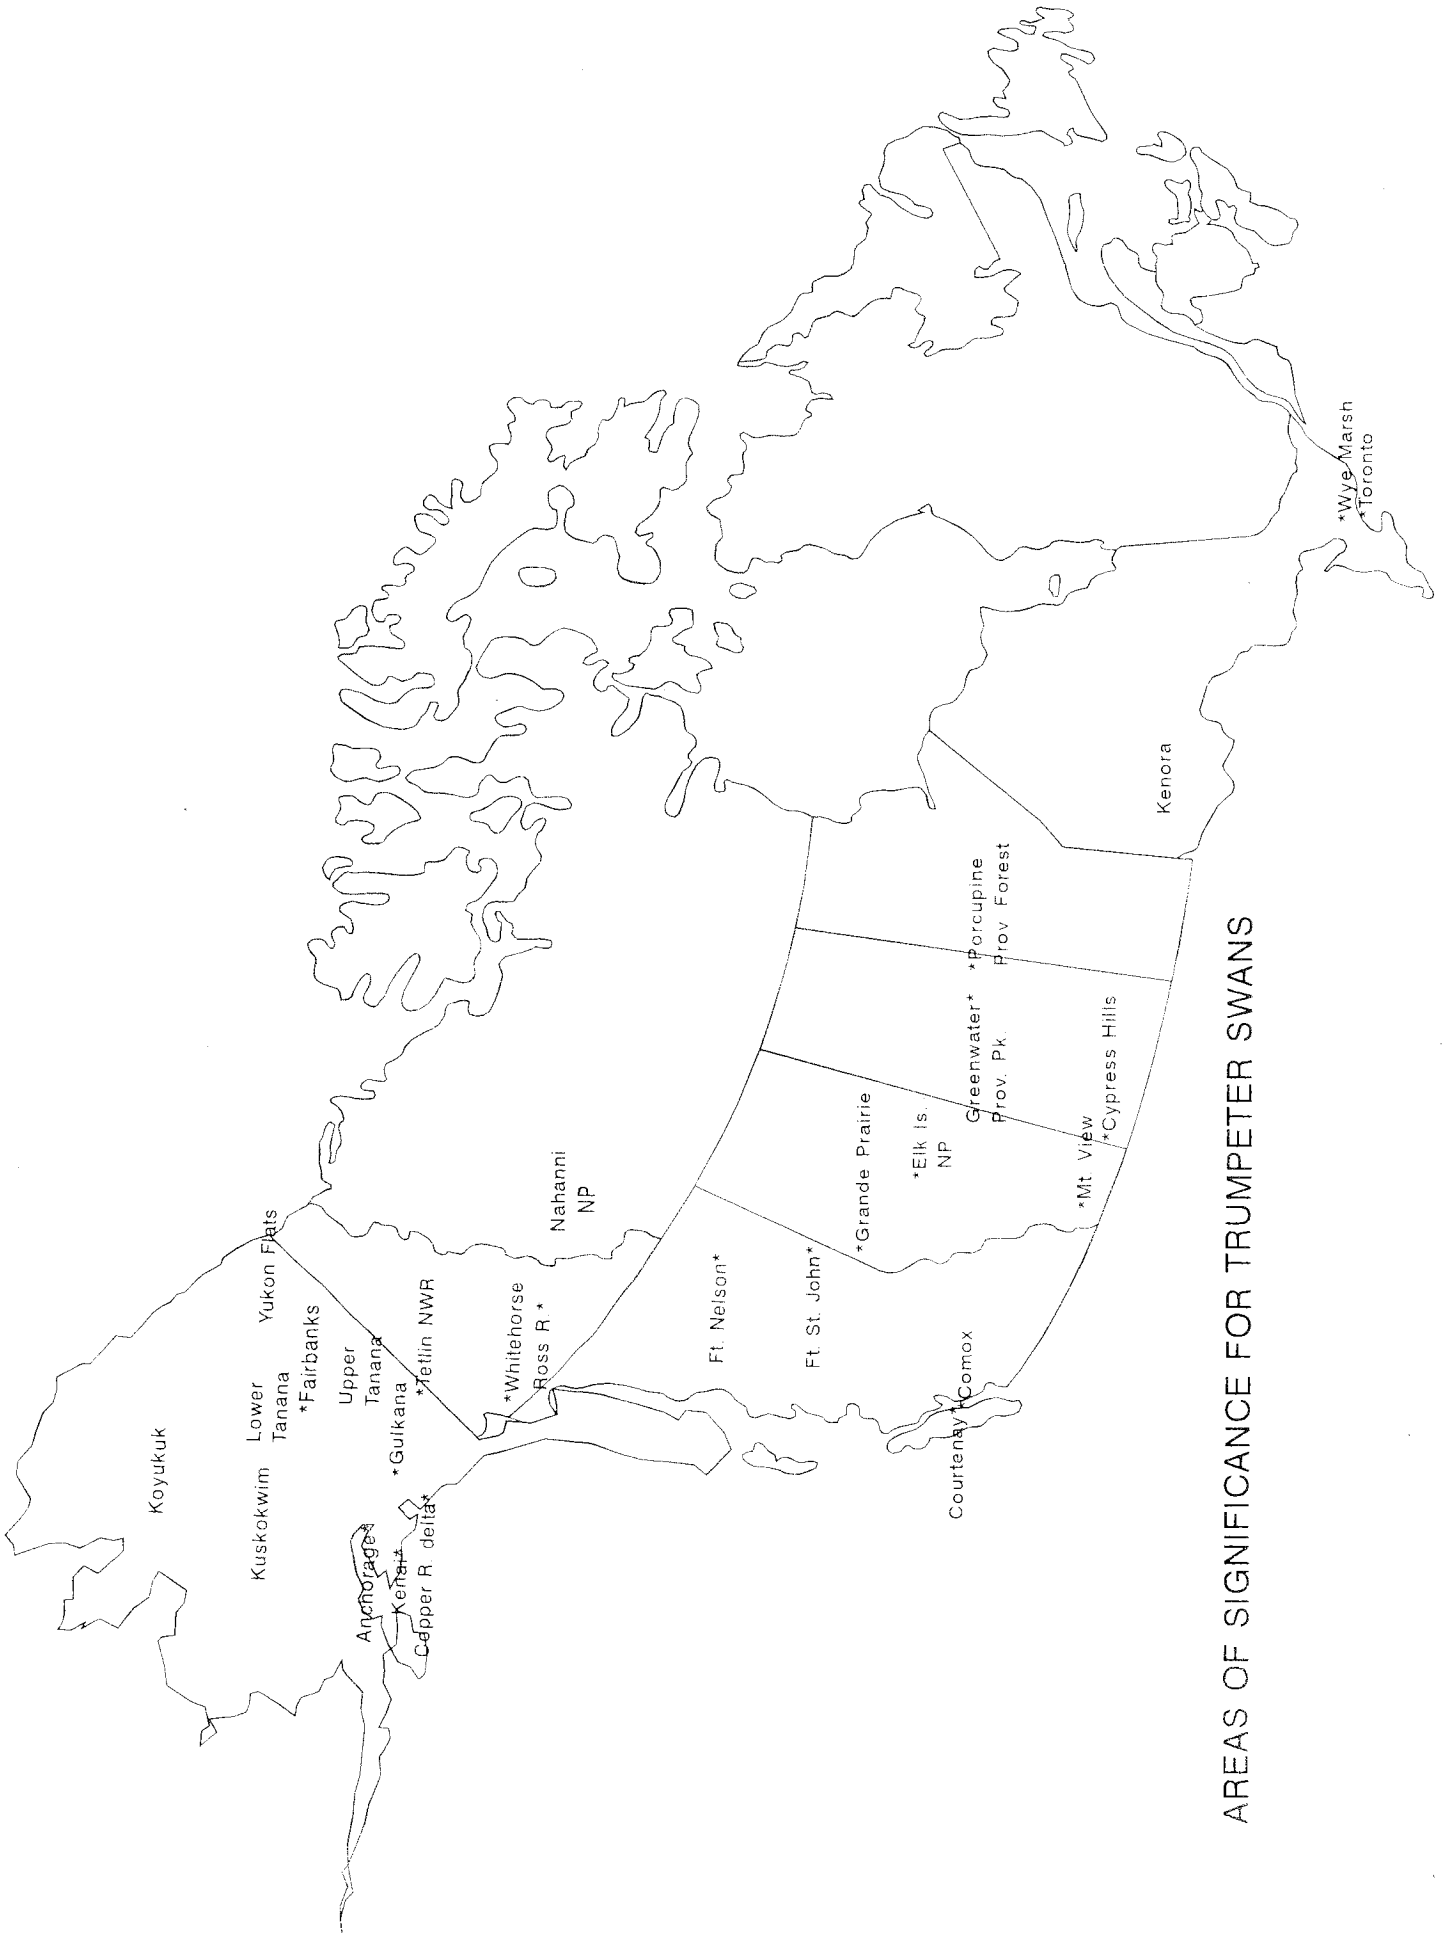 Koyukuk
Kuskokwim
Lower
Tanana
Yukon Flats
*Fairbanks
Upper
Tanana
Anchorage*
Kenai*
*Gulkana
Copper R. delta*
*Tetlin NWR
*Whitehorse
Ross R.*
Nahanni
NP
Ft. Nelson*
Ft. St. John*
*Grande Prairie
*Elk Is.
NP
Greenwater*
Prov. Pk.
*Porcupine
Prov Forest
Courtenay*
*Comox
*Mt. View
*Cypress Hills
Kenora
*Wye Marsh
*Toronto
AREAS OF SIGNIFICANCE FOR TRUMPETER SWANS